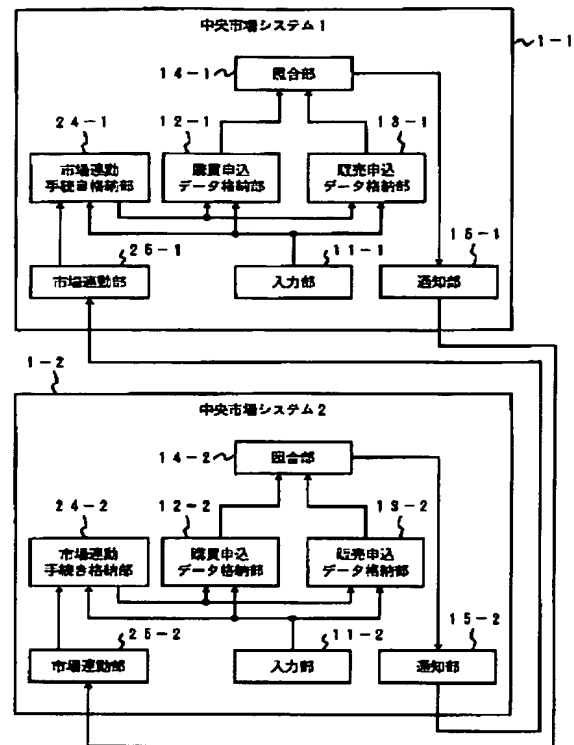 中央市場システム1
1-1
14-1
照合部
24-1
12-1
13-1
市場連動
手続き格納部
購買申込
データ格納部
販売申込
データ格納部
25-1
11-1
15-1
市場連動部
入力部
通知部
1-2
中央市場システム2
14-2
照合部
24-2
12-2
13-2
市場連動
手続き格納部
購買申込
データ格納部
販売申込
データ格納部
25-2
11-2
15-2
市場連動部
入力部
通知部